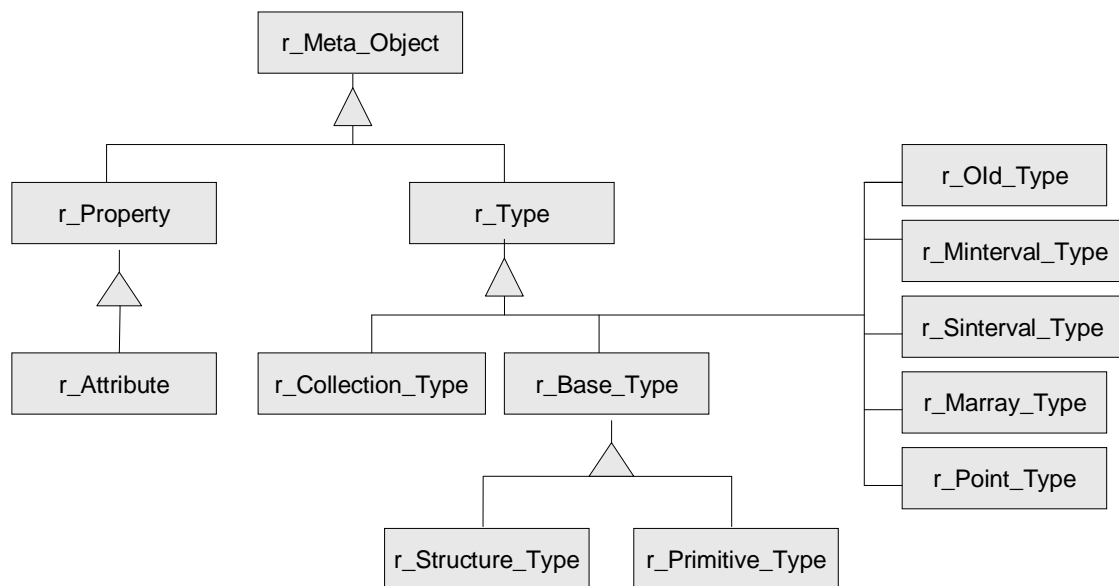 r_Meta_Object
r_Property
r_Type
r_Attribute
r_Collection_Type
r_Base_Type
r_Structure_Type
r_Primitive_Type
r_OId_Type
r_Minterval_Type
r_Sinterval_Type
r_Marray_Type
r_Point_Type